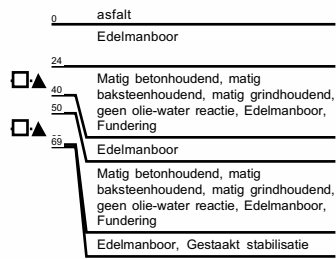 0 asfalt
Edelmanboor
24
Matig betonhoudend, matig
baksteenhoudend, matig grindhoudend,
40 geen olie-water reactie, Edelmanboor,
50 Fundering
Edelmanboor
69
Matig betonhoudend, matig
baksteenhoudend, matig grindhoudend,
geen olie-water reactie, Edelmanboor,
Fundering
Edelmanboor, Gestaakt stabilisatie